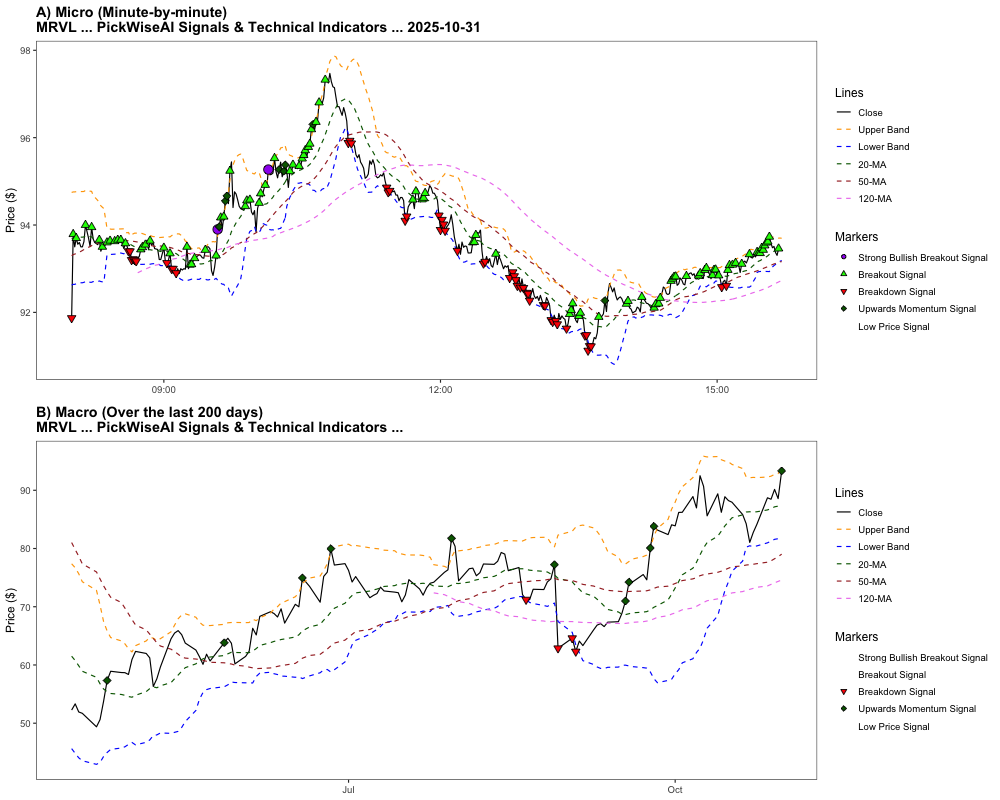 A) Micro (Minute-by-minute)
MRVL ... PickWiseAI Signals & Technical Indicators ... 2025-10-31
Price ($)
98
96
94
92
09:00
12:00
15:00
Lines
Close
Upper Band
Lower Band
20-MA
50-MA
120-MA
Markers
Strong Bullish Breakout Signal
Breakout Signal
Breakdown Signal
Upwards Momentum Signal
Low Price Signal
B) Macro (Over the last 200 days)
MRVL ... PickWiseAI Signals & Technical Indicators ...
Price ($)
90
80
70
60
50
Jul
Oct
Lines
Close
Upper Band
Lower Band
20-MA
50-MA
120-MA
Markers
Strong Bullish Breakout Signal
Breakout Signal
Breakdown Signal
Upwards Momentum Signal
Low Price Signal